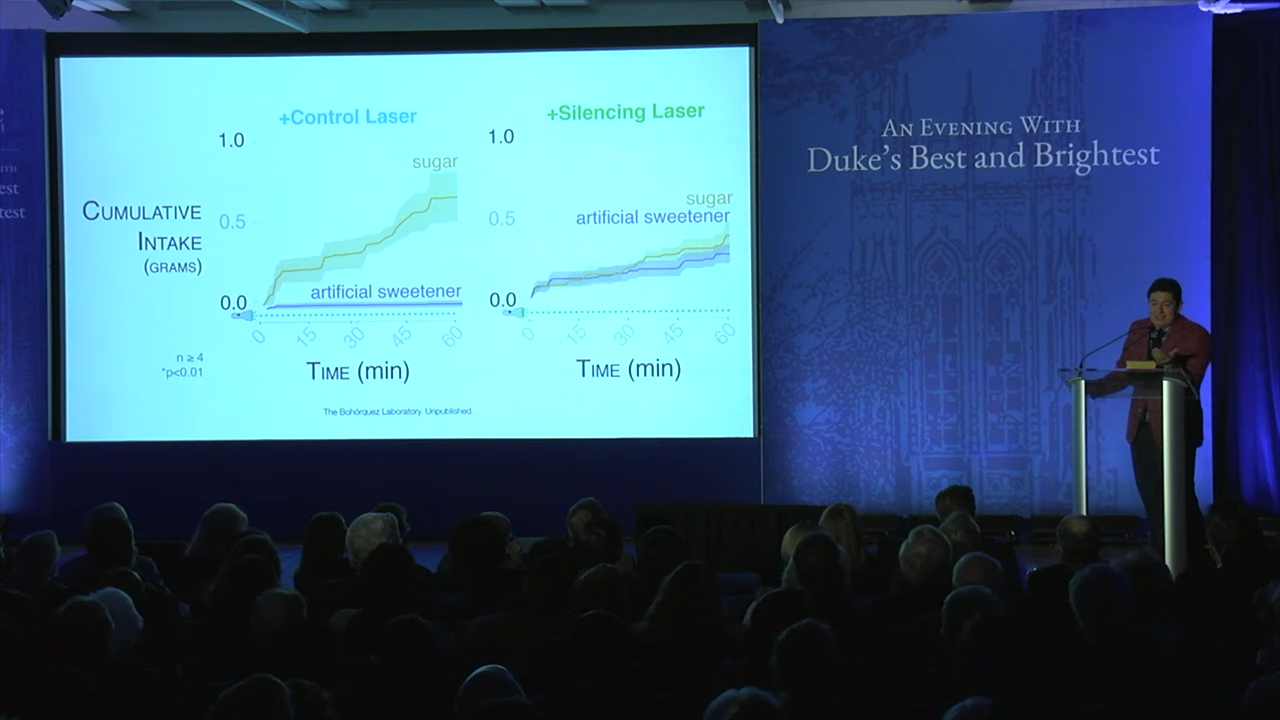 +Control Laser
1.0
sugar
CUMULATIVE
INTAKE
(GRAMS)
0.5
artificial sweetener
0.0
0 15 30 45 60
TIME (min)
n ≥ 4
*p<0.01
+Silencing Laser
1.0
sugar
artificial sweetener
0.5
0.0
0 15 30 45 60
TIME (min)
The Bohórquez Laboratory. Unpublished.
AN EVENING WITH
DUKE'S BEST AND BRIGHTEST